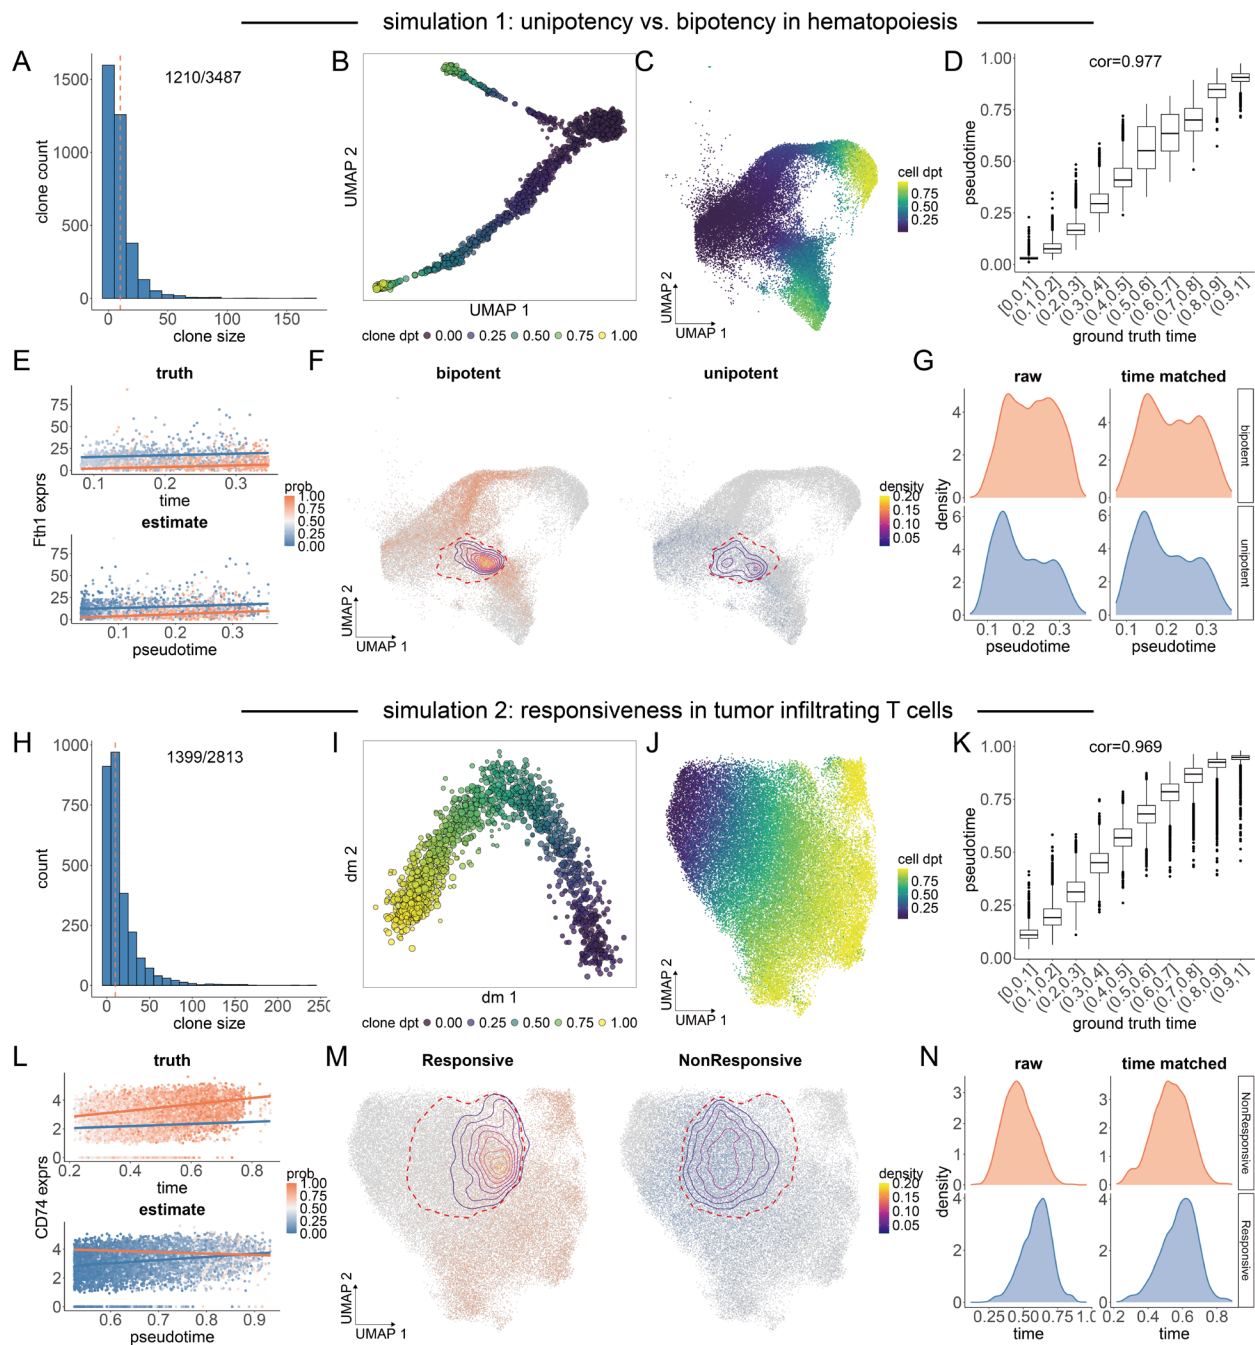 simulation 1: unipotency vs. bipotency in hematopoiesis
A
1210/3487
clone count
1500
1000
500
0
0 50 100 150
clone size
B
UMAP 2
UMAP 1
clone dpt 0.00 0.25 0.50 0.75 1.00
C
cell dpt
0.75
0.50
0.25
UMAP 2
UMAP 1
D
cor=0.977
pseudotime
1.00
0.75
0.50
0.25
0.00
[0,0.1]
(0.1,0.2]
(0.2,0.3]
(0.3,0.4]
(0.4,0.5]
(0.5,0.6]
(0.6,0.7]
(0.7,0.8]
(0.8,0.9]
(0.9,1]
ground truth time
E
truth
Fth1 exprs
75
50
25
0
0.1 0.2 0.3
time
estimate
75
50
25
0
0.1 0.2 0.3
pseudotime
prob
1.00
0.75
0.50
0.25
0.00
F
bipotent
unipotent
UMAP 2
UMAP 1
density
0.20
0.15
0.10
0.05
G
raw
time matched
density
4
2
0
4
2
0
bipotent
6
4
2
0
6
4
2
0
unipotent
0.1 0.2 0.3
0.1 0.2 0.3
pseudotime
pseudotime
simulation 2: responsiveness in tumor infiltrating T cells
H
1399/2813
count
1000
750
500
250
0
0 50 100 150 200 250
clone size
I
dm 2
dm 1
clone dpt 0.00 0.25 0.50 0.75 1.00
J
cell dpt
0.75
0.50
0.25
UMAP 2
UMAP 1
K
cor=0.969
pseudotime
1.00
0.75
0.50
0.25
0.00
[0,0.1]
(0.1,0.2]
(0.2,0.3]
(0.3,0.4]
(0.4,0.5]
(0.5,0.6]
(0.6,0.7]
(0.7,0.8]
(0.8,0.9]
(0.9,1]
ground truth time
L
truth
CD74 exprs
4
2
0
0.2 0.4 0.6 0.8
time
estimate
4
2
0
0.6 0.7 0.8 0.9
pseudotime
prob
1.00
0.75
0.50
0.25
0.00
M
Responsive
NonResponsive
UMAP 2
UMAP 1
density
0.20
0.15
0.10
0.05
N
raw
time matched
density
3
2
1
0
3
2
1
0
NonResponsive
4
2
0
4
2
0
Responsive
0.25 0.50 0.75 1.0
0.2 0.4 0.6 0.8
time
time